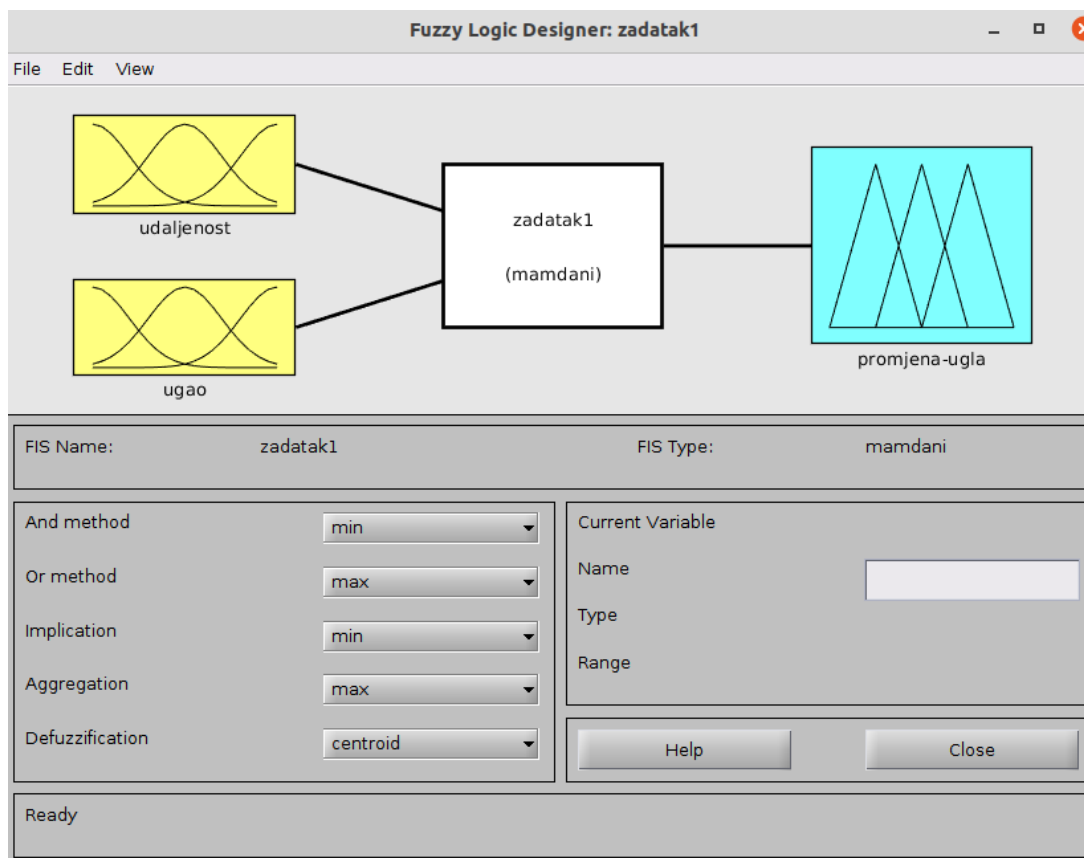 Fuzzy Logic Designer: zadatak1
File Edit View
udaljenost
ugao
zadatak1
(mamdani)
promjena-ugla
FIS Name: zadatak1 FIS Type: mamdani
And method min
Or method max
Implication min
Aggregation max
Defuzzification centroid
Current Variable
Name
Type
Range
Help Close
Ready